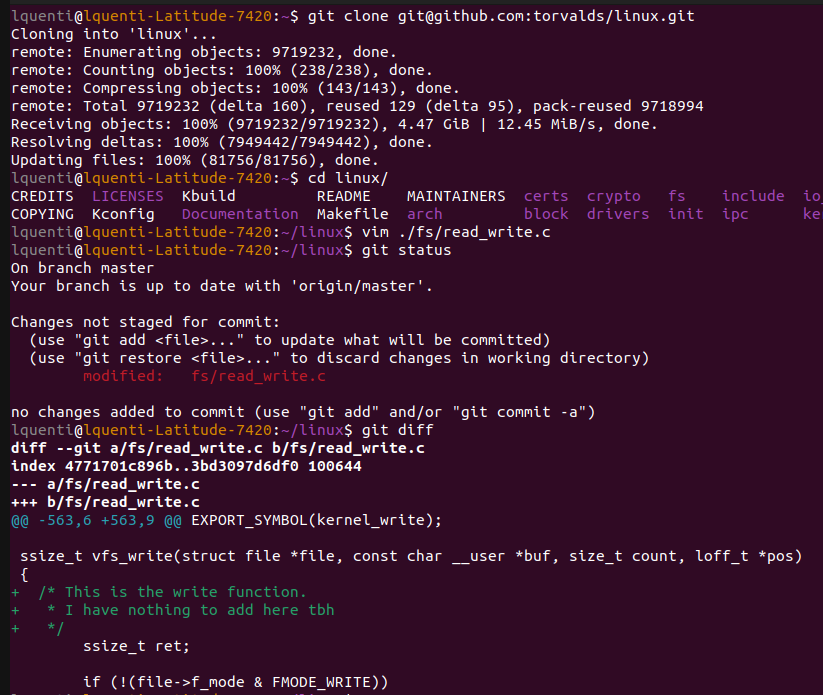 lquenti@lquenti-Latitude-7420:~$ git clone git@github.com:torvalds/linux.git
Cloning into 'linux'...
remote: Enumerating objects: 9719232, done.
remote: Counting objects: 100% (238/238), done.
remote: Compressing objects: 100% (143/143), done.
remote: Total 9719232 (delta 160), reused 129 (delta 95), pack-reused 9718994
Receiving objects: 100% (9719232/9719232), 4.47 GiB | 12.45 MiB/s, done.
Resolving deltas: 100% (7949442/7949442), done.
Updating files: 100% (81756/81756), done.
lquenti@lquenti-Latitude-7420:~$ cd linux/
CREDITS  LICENSES  Kbuild         README    MAINTAINERS  certs  crypto   fs    include  io
COPYING  Kconfig   Documentation  Makefile  arch         block  drivers  init  ipc      ke
lquenti@lquenti-Latitude-7420:~/linux$ vim ./fs/read_write.c
lquenti@lquenti-Latitude-7420:~/linux$ git status
On branch master
Your branch is up to date with 'origin/master'.
Changes not staged for commit:
  (use "git add <file>..." to update what will be committed)
  (use "git restore <file>..." to discard changes in working directory)
        modified:   fs/read_write.c
no changes added to commit (use "git add" and/or "git commit -a")
lquenti@lquenti-Latitude-7420:~/linux$ git diff
diff --git a/fs/read_write.c b/fs/read_write.c
index 4771701c896b..3bd3097d6df0 100644
--- a/fs/read_write.c
+++ b/fs/read_write.c
@@ -563,6 +563,9 @@ EXPORT_SYMBOL(kernel_write);
 ssize_t vfs_write(struct file *file, const char __user *buf, size_t count, loff_t *pos)
 {
+  /* This is the write function.
+   * I have nothing to add here tbh
+   */
        ssize_t ret;
        if (!(file->f_mode & FMODE_WRITE))